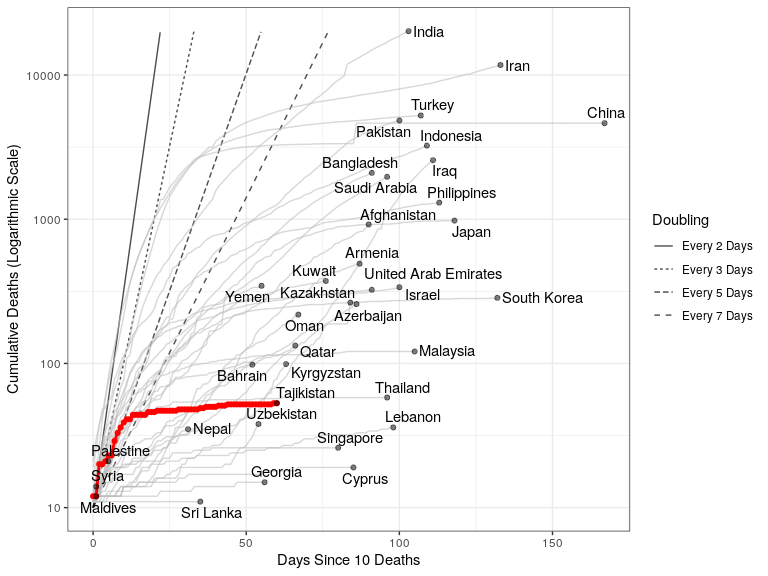 India
Iran
Turkey
China
Pakistan
Indonesia
Bangladesh
Iraq
Saudi Arabia
Philippines
Afghanistan
Japan
Armenia
Kuwait
United Arab Emirates
Yemen
Kazakhstan
Israel
South Korea
Azerbaijan
Oman
Qatar
Malaysia
Bahrain
Kyrgyzstan
Tajikistan
Thailand
Uzbekistan
Lebanon
Nepal
Singapore
Palestine
Syria
Georgia
Cyprus
Maldives
Sri Lanka
10000
1000
100
10
0
50
100
150
Days Since 10 Deaths
Cumulative Deaths (Logarithmic Scale)
Doubling
Every 2 Days
Every 3 Days
Every 5 Days
Every 7 Days